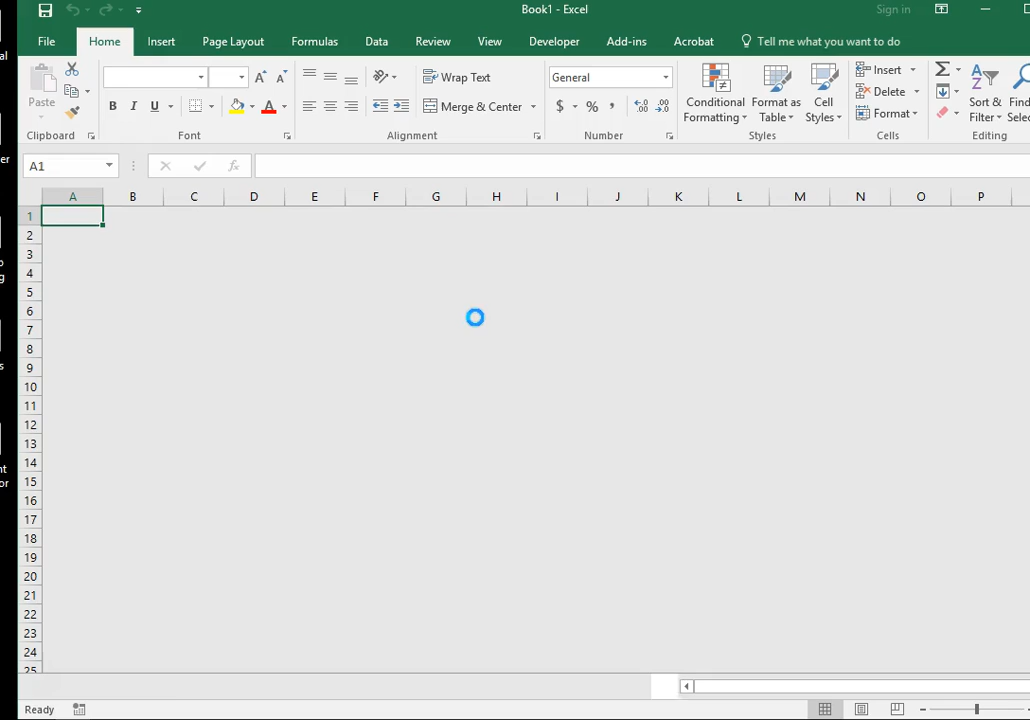 Book1 - Excel
Sign in
File Home Insert Page Layout Formulas Data Review View Developer Add-ins Acrobat Tell me what you want to do
Paste
Clipboard
B I U A A A
Font
Wrap Text
Merge & Center
Alignment
General
$ % ,
Number
Conditional Formatting
Format as Table
Cell Styles
Styles
Insert
Delete
Format
Cells
Sort & Filter
Editing
A1
fx
A B C D E F G H I J K L M N O P
1
2
3
4
5
6
7
8
9
10
11
12
13
14
15
16
17
18
19
20
21
22
23
24
25
Ready